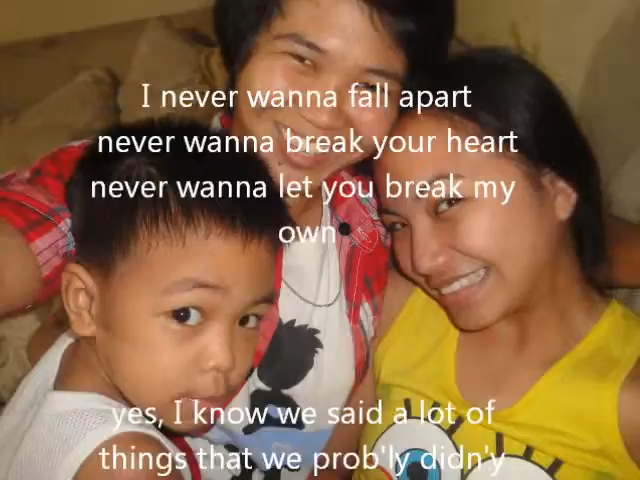 I never wanna fall apart
never wanna break your heart
never wanna let you break my
own
yes, I know we said a lot of
things that we prob'ly didn'y